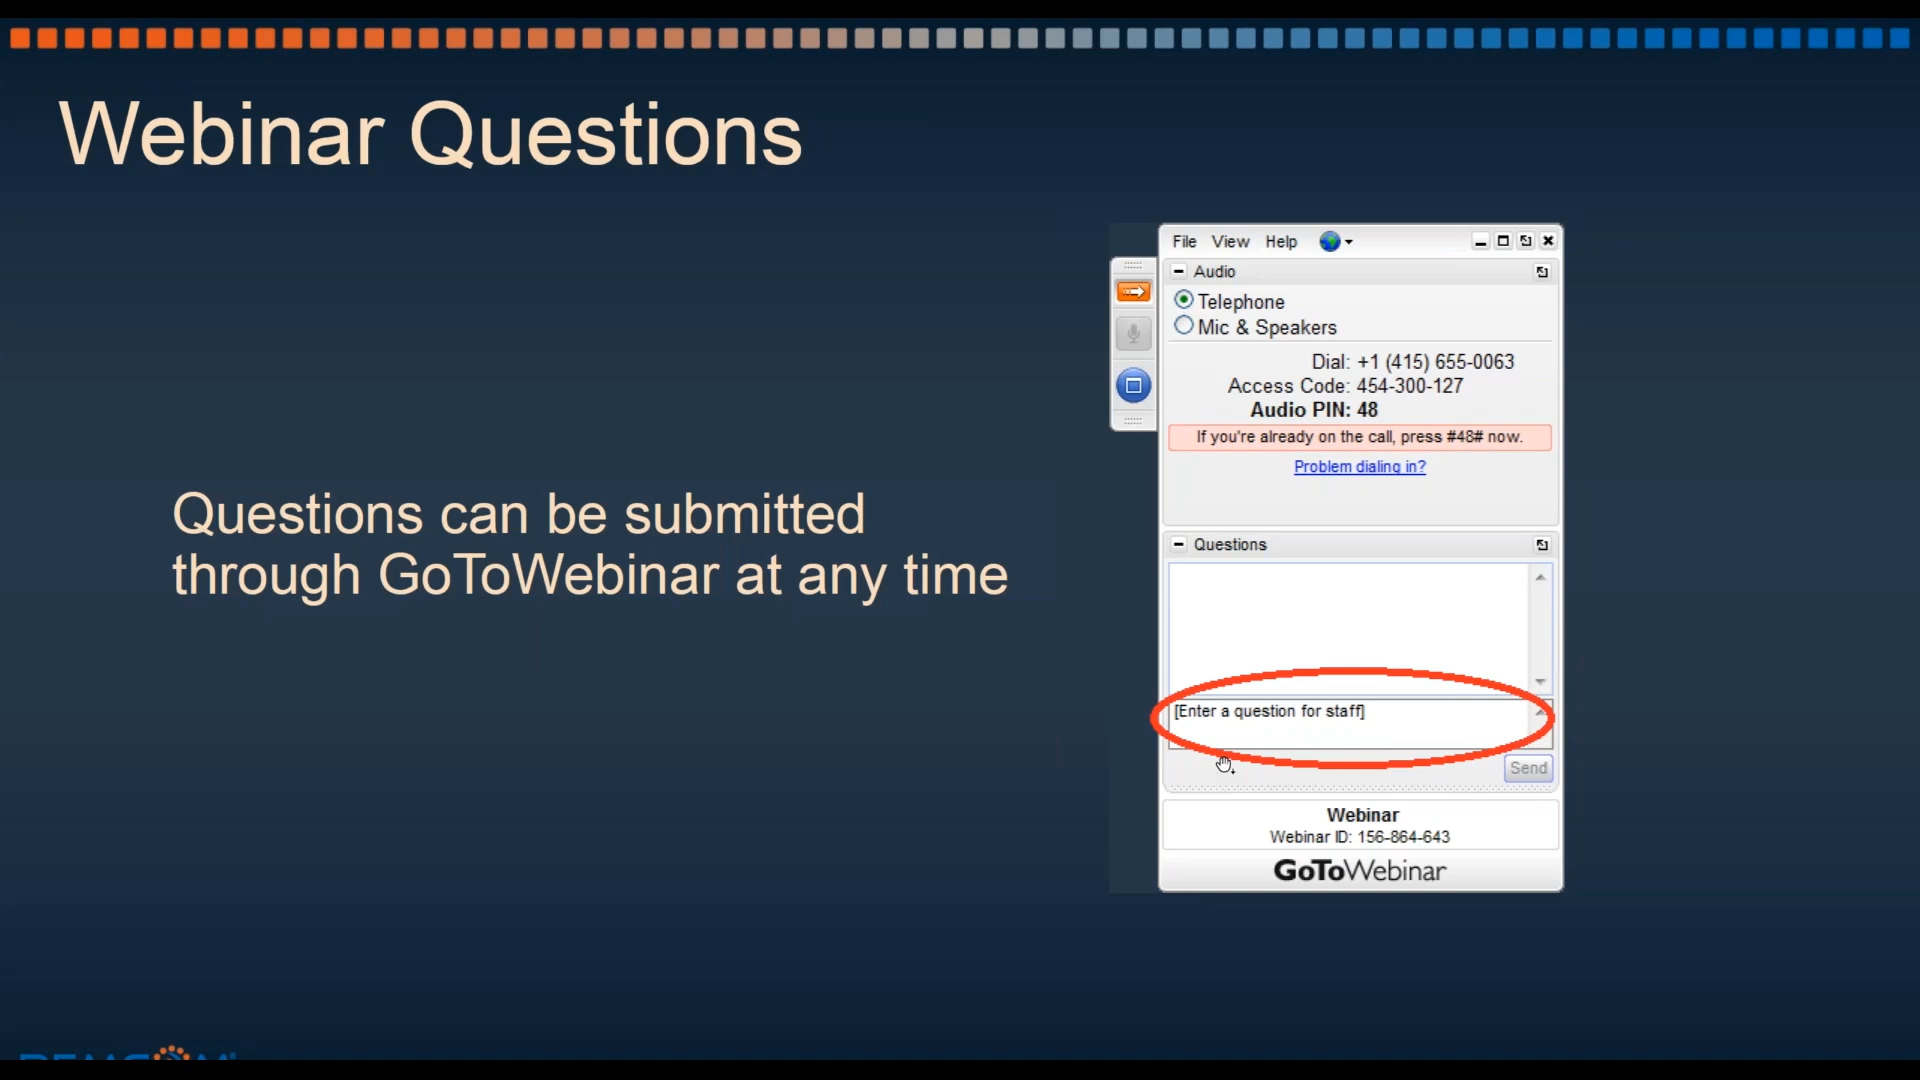 Webinar Questions
Questions can be submitted
through GoToWebinar at any time
File View Help
Audio
Telephone
Mic & Speakers
Dial: +1 (415) 655-0063
Access Code: 454-300-127
Audio PIN: 48
If you're already on the call, press #48# now.
Problem dialing in?
Questions
[Enter a question for staff]
Send
Webinar
Webinar ID: 156-864-643
GoToWebinar